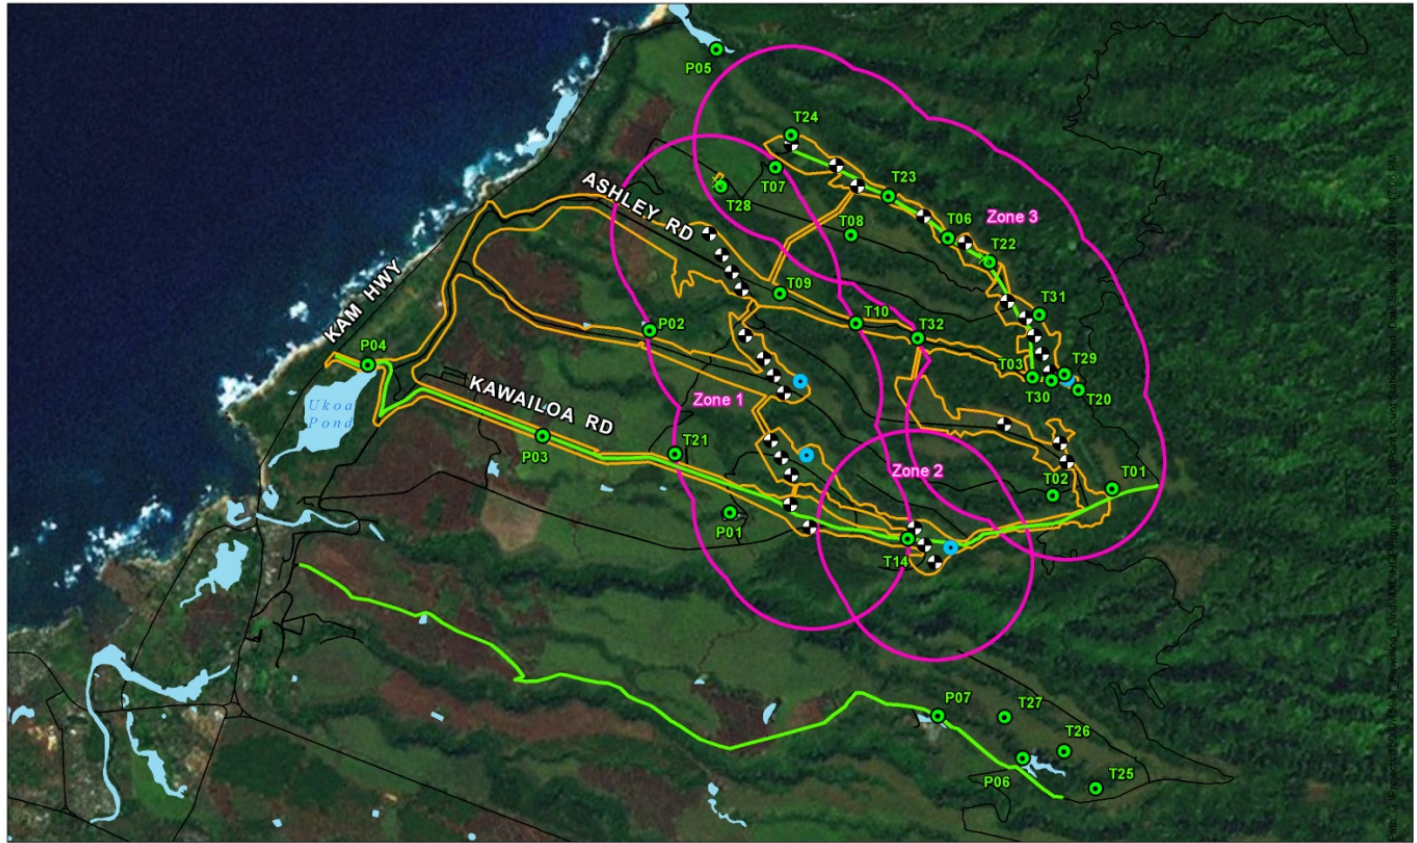 P05
T24
T07
T23
T28
ASHLEY RD
T08
T06
Zone 3
T22
KAM HWY
T09
T31
P02
T10
T32
P04
T03
T29
T30
T20
KAWAILOA RD
Zone 1
Ukoa
Pond
P03
T21
Zone 2
T02
T01
P01
T14
P07
T27
T26
P06
T25